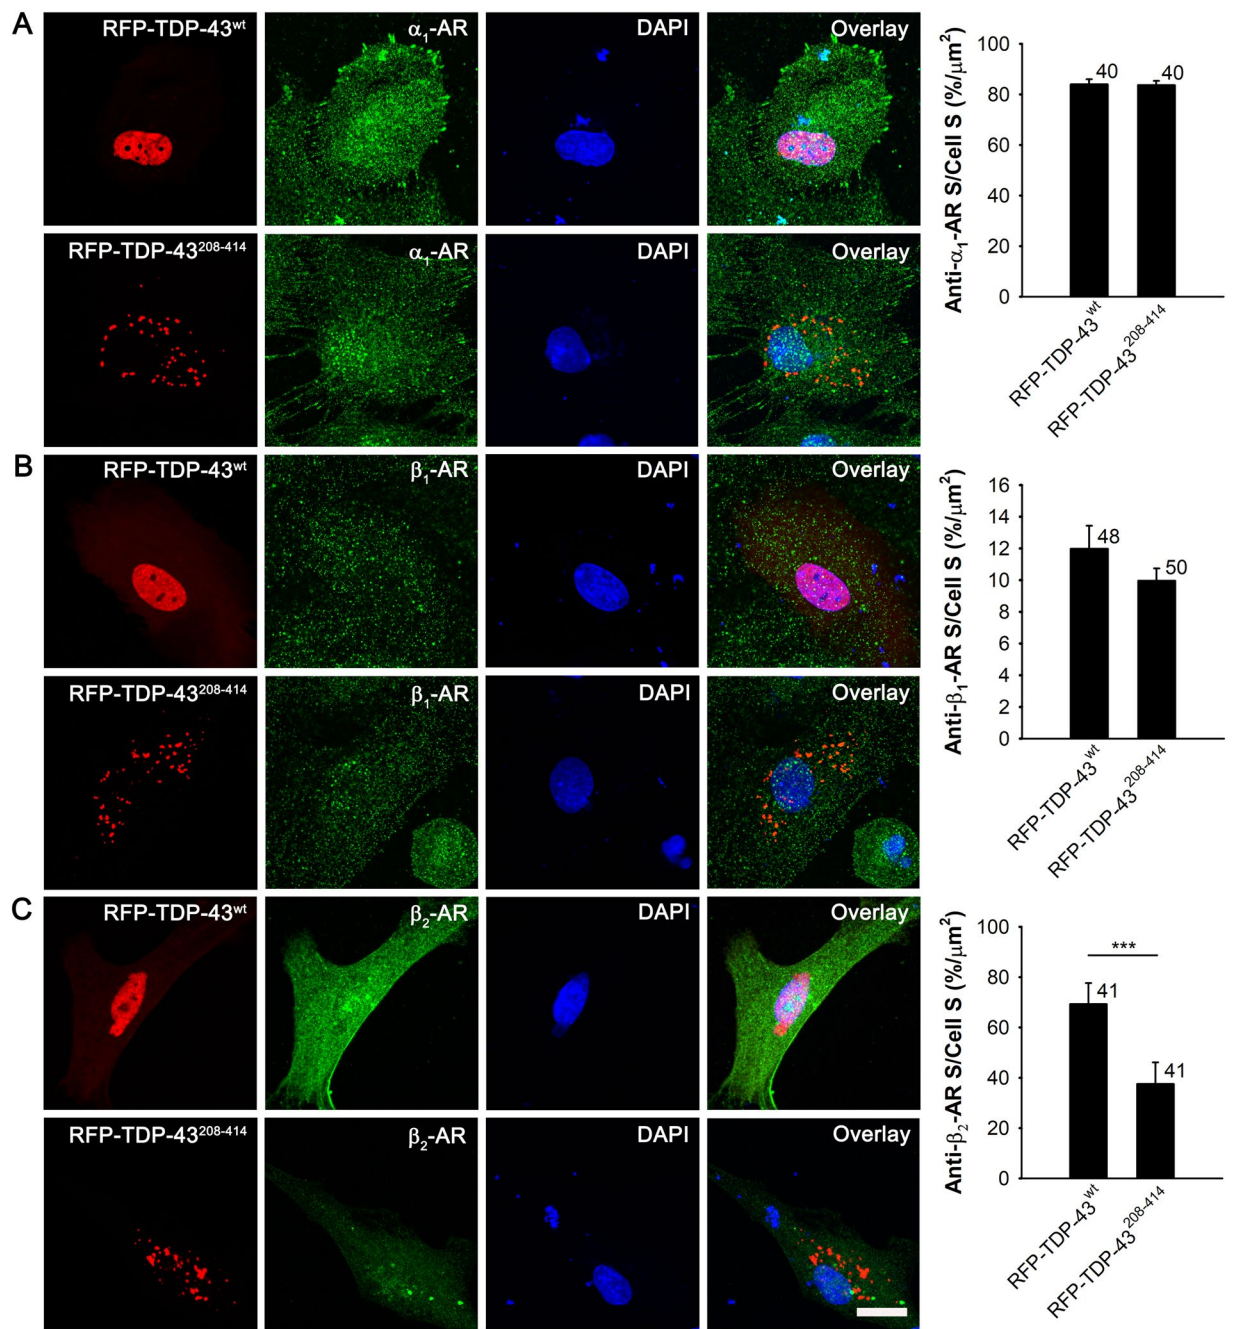 A
RFP-TDP-43ʷᵗ
α₁-AR
DAPI
Overlay
RFP-TDP-43²⁰⁸⁻⁴¹⁴
α₁-AR
DAPI
Overlay
Anti-α₁-AR S/Cell S (%/μm²)
100
80
60
40
20
0
40
40
RFP-TDP-43ʷᵗ
RFP-TDP-43²⁰⁸⁻⁴¹⁴
B
RFP-TDP-43ʷᵗ
β₁-AR
DAPI
Overlay
RFP-TDP-43²⁰⁸⁻⁴¹⁴
β₁-AR
DAPI
Overlay
Anti-β₁-AR S/Cell S (%/μm²)
16
14
12
10
8
6
4
2
0
48
50
RFP-TDP-43ʷᵗ
RFP-TDP-43²⁰⁸⁻⁴¹⁴
C
RFP-TDP-43ʷᵗ
β₂-AR
DAPI
Overlay
RFP-TDP-43²⁰⁸⁻⁴¹⁴
β₂-AR
DAPI
Overlay
Anti-β₂-AR S/Cell S (%/μm²)
100
80
60
40
20
0
***
41
41
RFP-TDP-43ʷᵗ
RFP-TDP-43²⁰⁸⁻⁴¹⁴